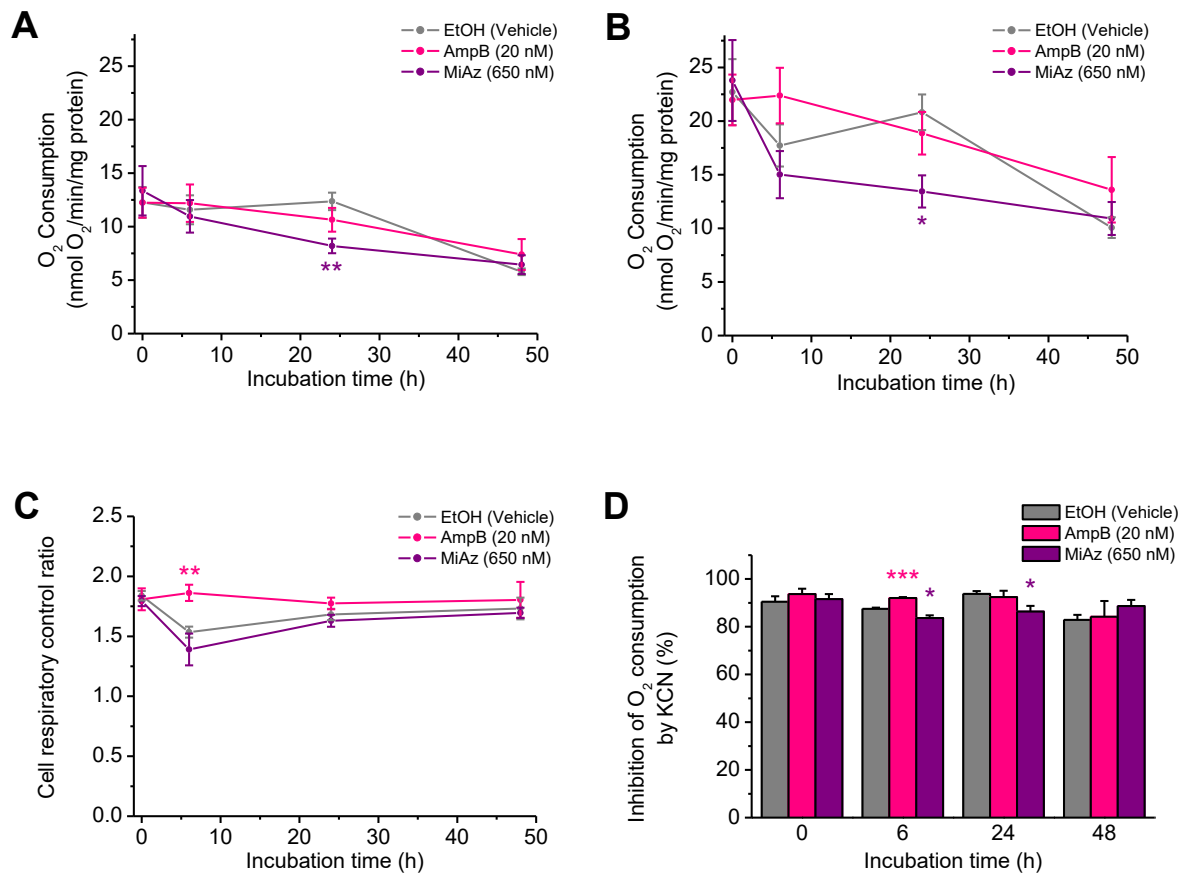 A
EtOH (Vehicle)
AmpB (20 nM)
MiAz (650 nM)
O₂ Consumption
(nmol O₂/min/mg protein)
25
20
15
10
5
0
**
0 10 20 30 40 50
Incubation time (h)
B
EtOH (Vehicle)
AmpB (20 nM)
MiAz (650 nM)
O₂ Consumption
(nmol O₂/min/mg protein)
25
20
15
10
5
0
*
0 10 20 30 40 50
Incubation time (h)
C
EtOH (Vehicle)
AmpB (20 nM)
MiAz (650 nM)
Cell respiratory control ratio
2.5
2.0
1.5
1.0
0.5
0.0
**
0 10 20 30 40 50
Incubation time (h)
D
EtOH (Vehicle)
AmpB (20 nM)
MiAz (650 nM)
Inhibition of O₂ consumption
by KCN (%)
100
80
60
40
20
0
*** * *
0 6 24 48
Incubation time (h)